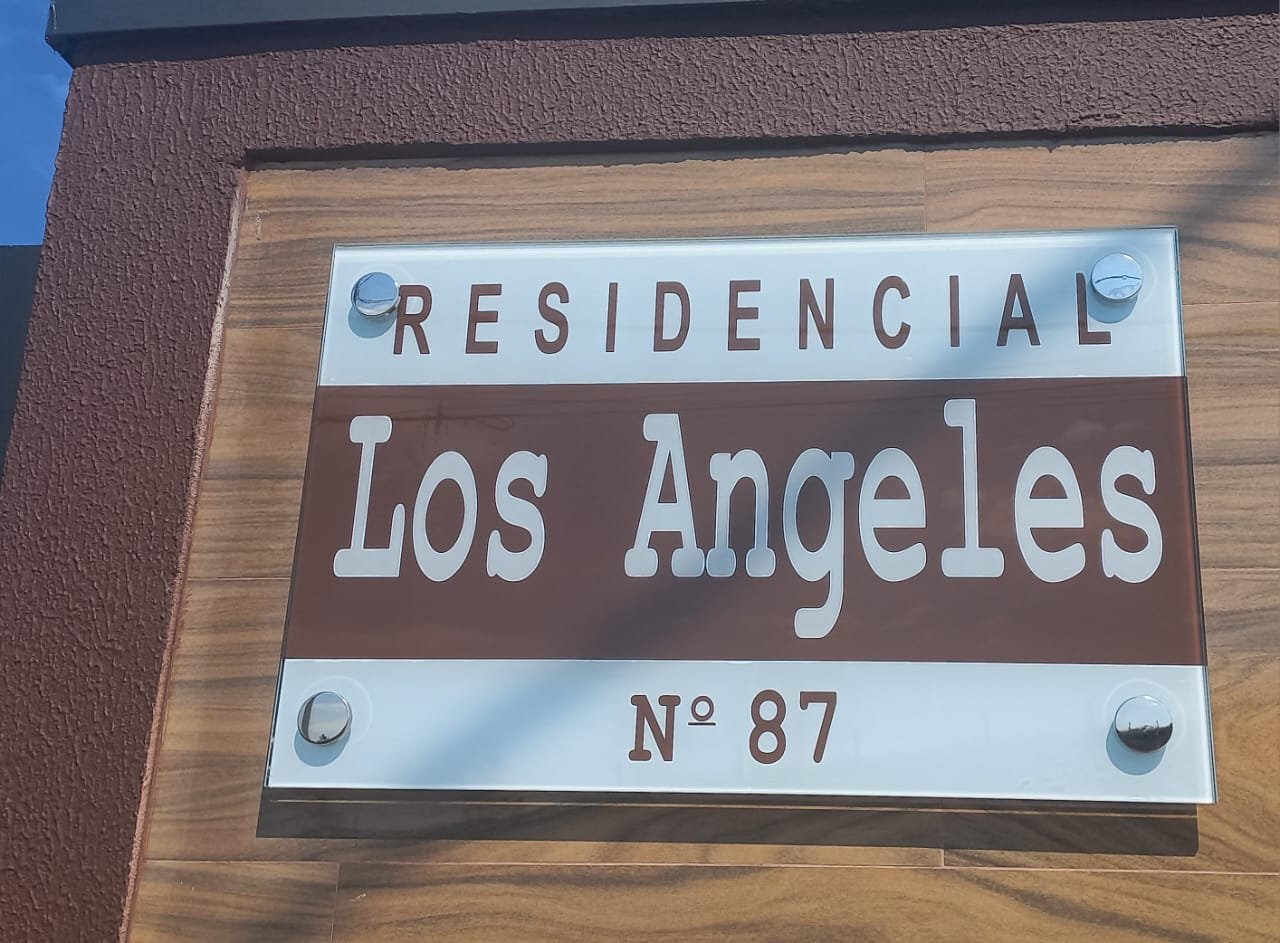 RESIDENCIAL
Los Angeles
Nº 87